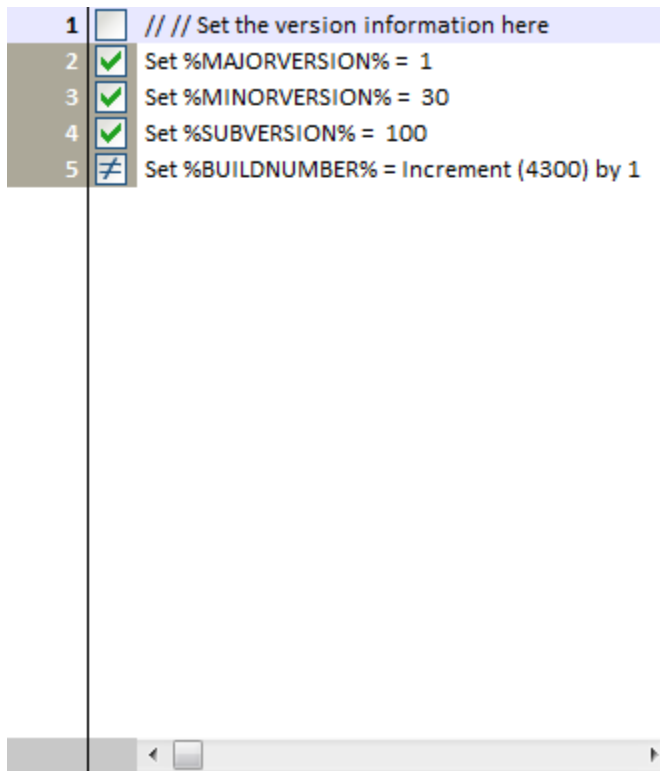 1 // // Set the version information here
2 Set %MAJORVERSION% = 1
3 Set %MINORVERSION% = 30
4 Set %SUBVERSION% = 100
5 Set %BUILDNUMBER% = Increment (4300) by 1